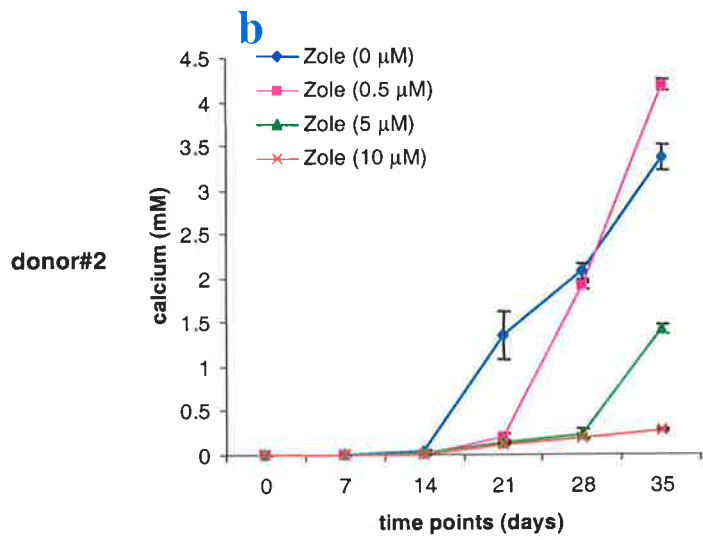 b
Zole (0 µM)
Zole (0.5 µM)
Zole (5 µM)
Zole (10 µM)
4.5
4
3.5
3
2.5
2
1.5
1
0.5
0
calcium (mM)
donor#2
0 7 14 21 28 35
time points (days)